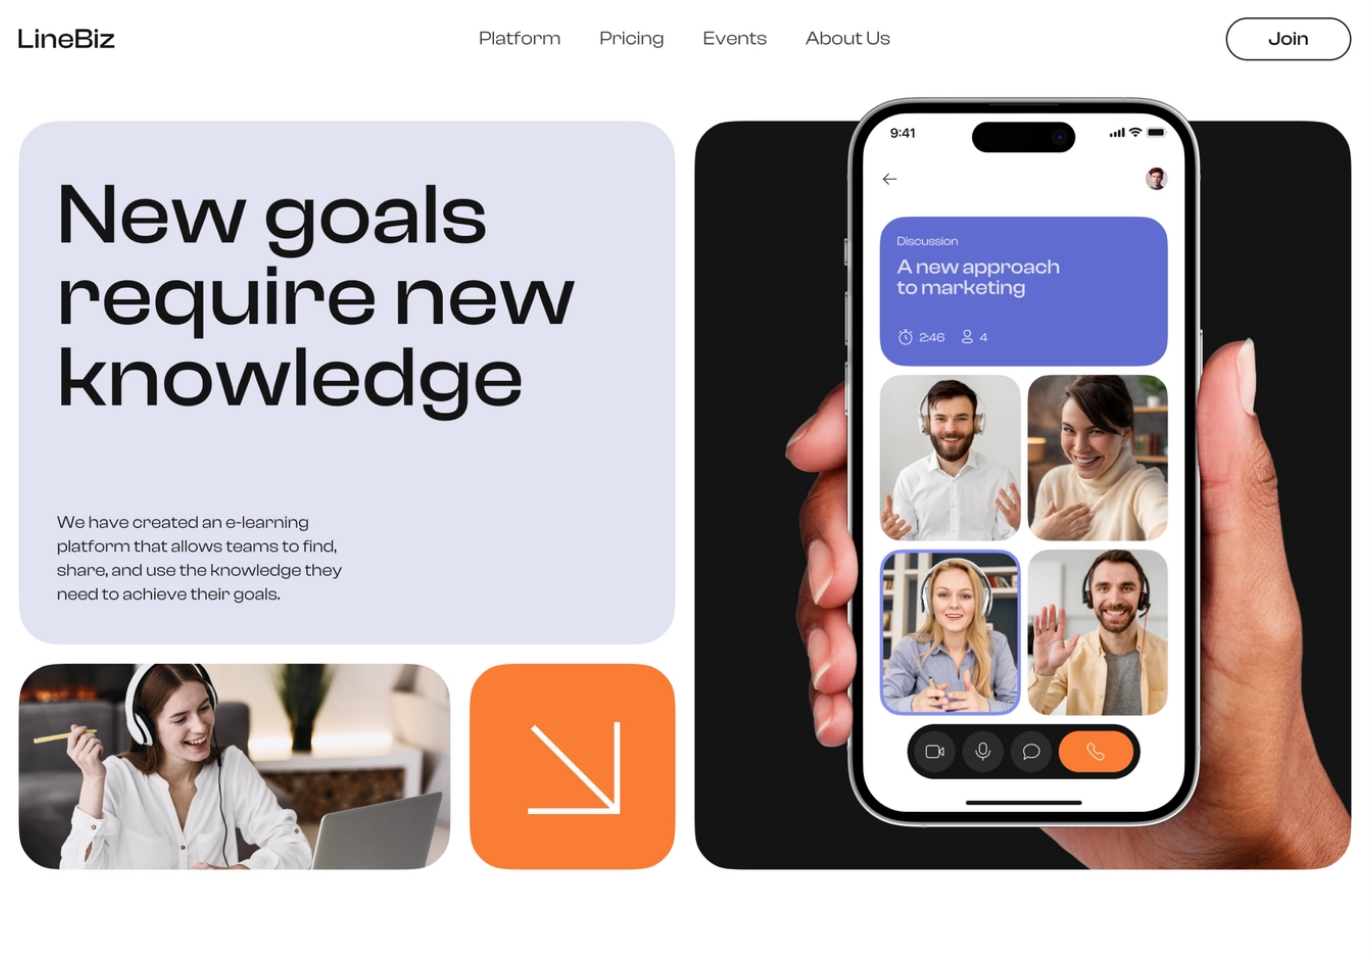 LineBiz
Platform
Pricing
Events
About Us
Join
New goals
require new
knowledge
We have created an e-learning
platform that allows teams to find,
share, and use the knowledge they
need to achieve their goals.
9:41
Discussion
A new approach
to marketing
2:46
4